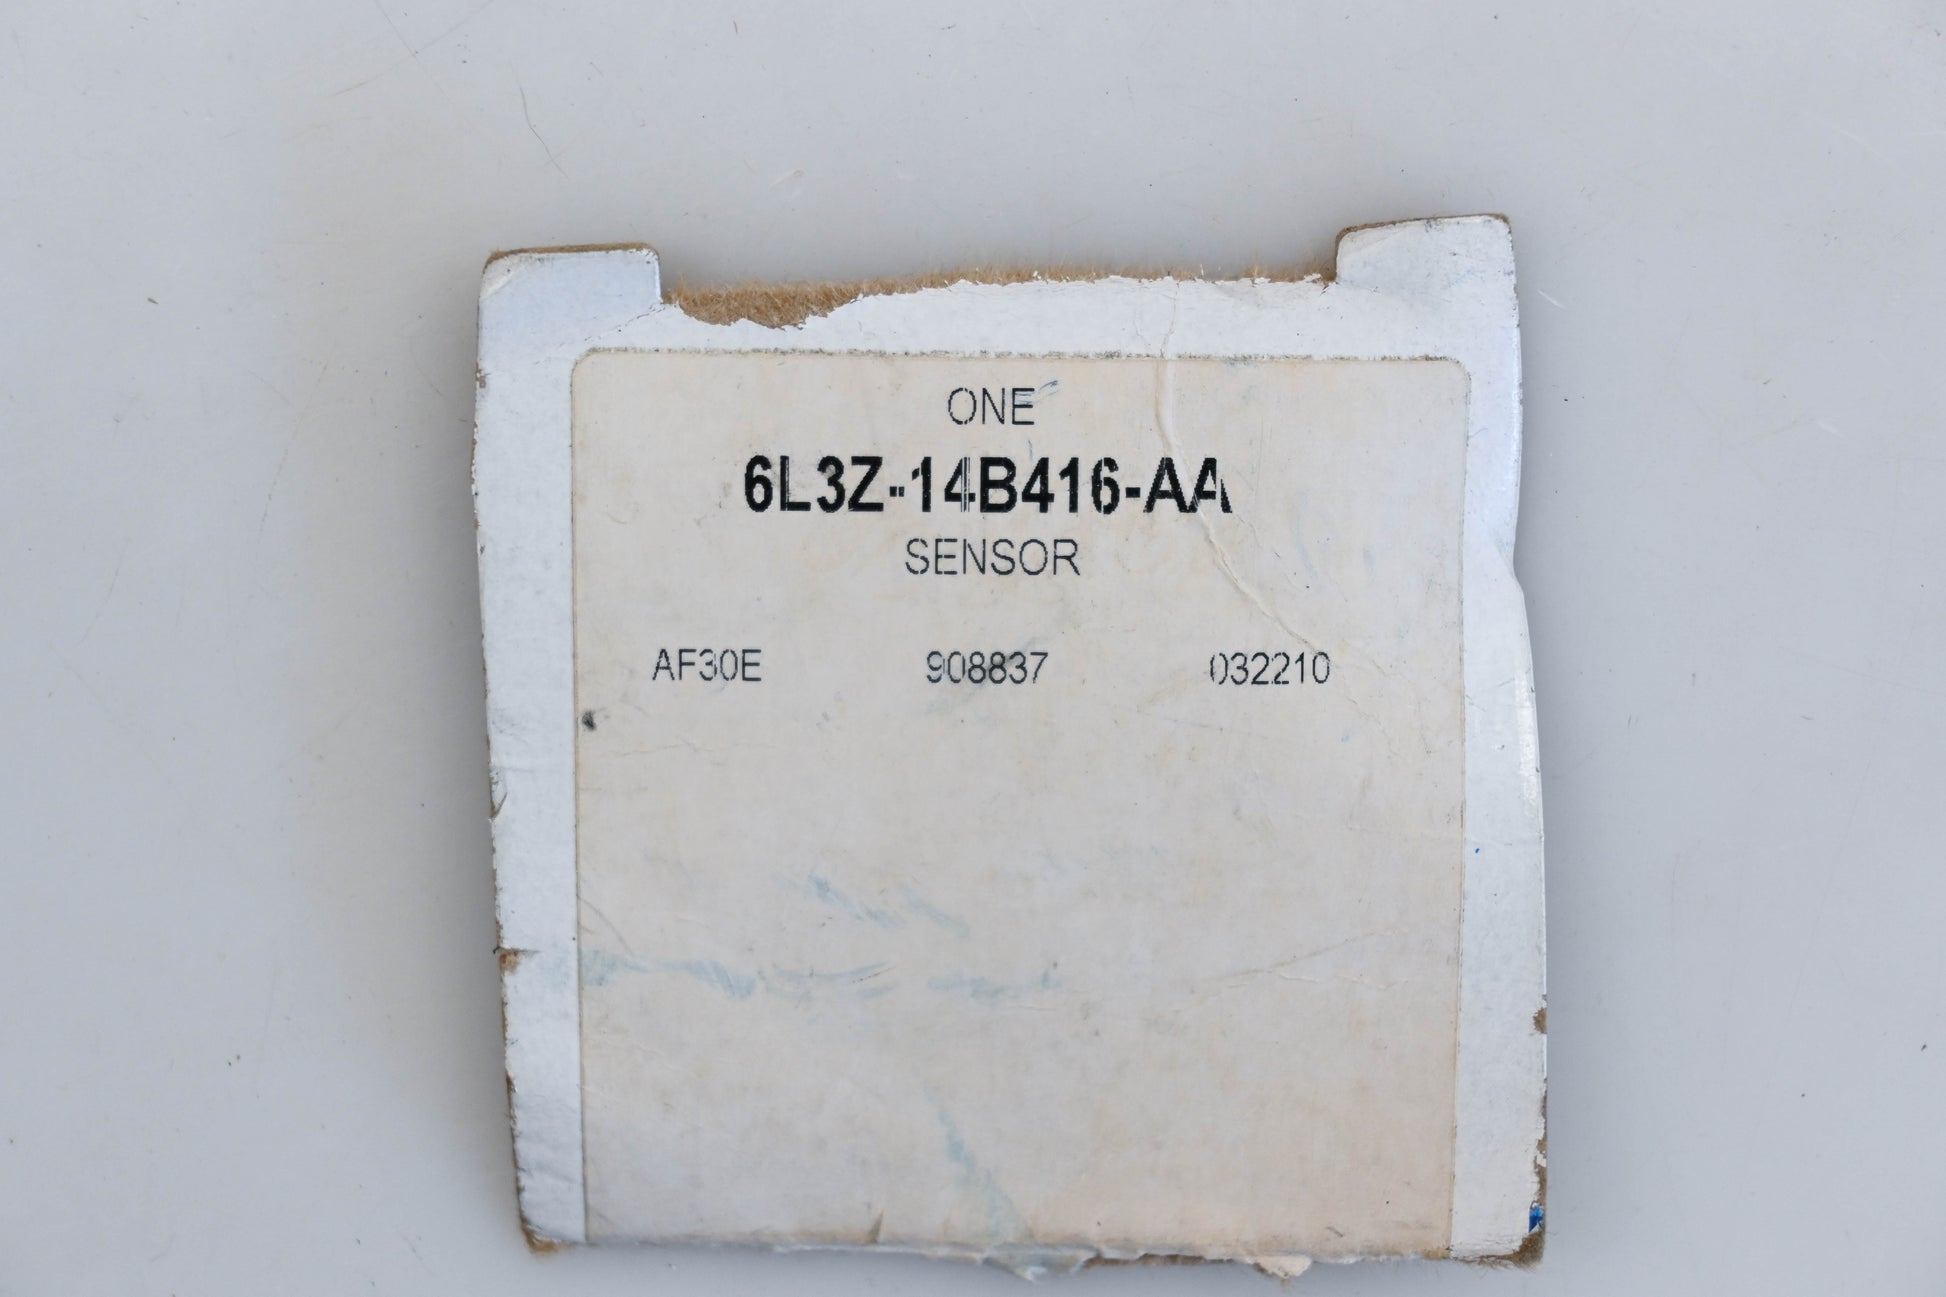 ONE
6L3Z-14B416-AA
SENSOR
AF30E 908837 032210